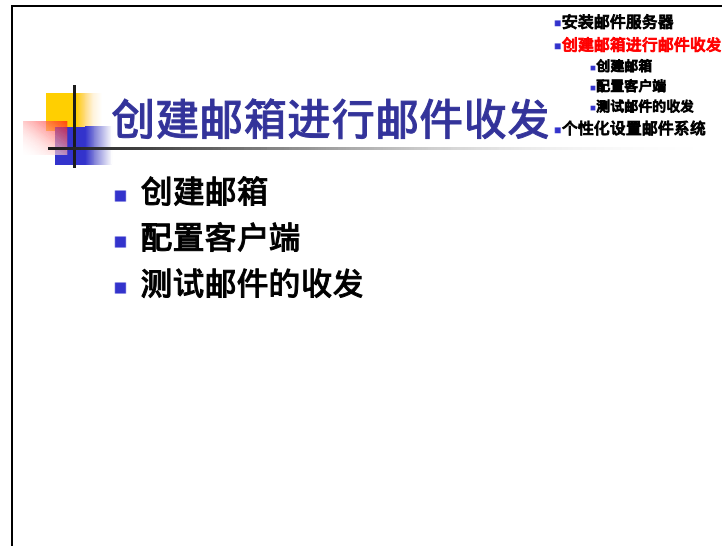 安装邮件服务器
创建邮箱进行邮件收发
创建邮箱
配置客户端
测试邮件的收发
个性化设置邮件系统
创建邮箱进行邮件收发
创建邮箱
配置客户端
测试邮件的收发